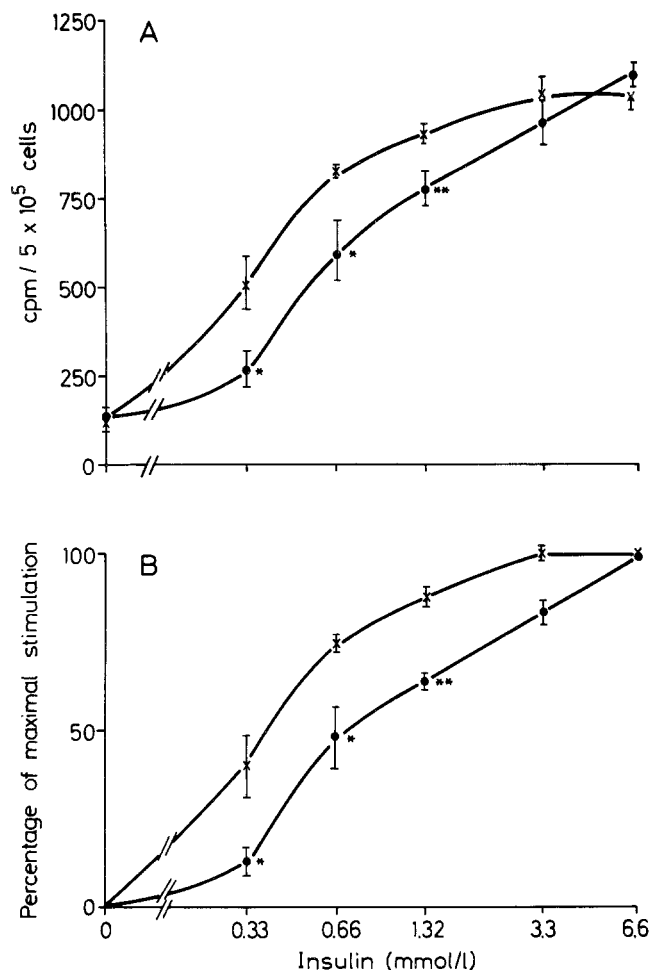 A
1250
1000
750
500
250
0
cpm / 5 x 10⁵ cells
*
*
**
B
100
50
0
Percentage of maximal stimulation
*
*
**
0 0.33 0.66 1.32 3.3 6.6
Insulin (mmol/l)